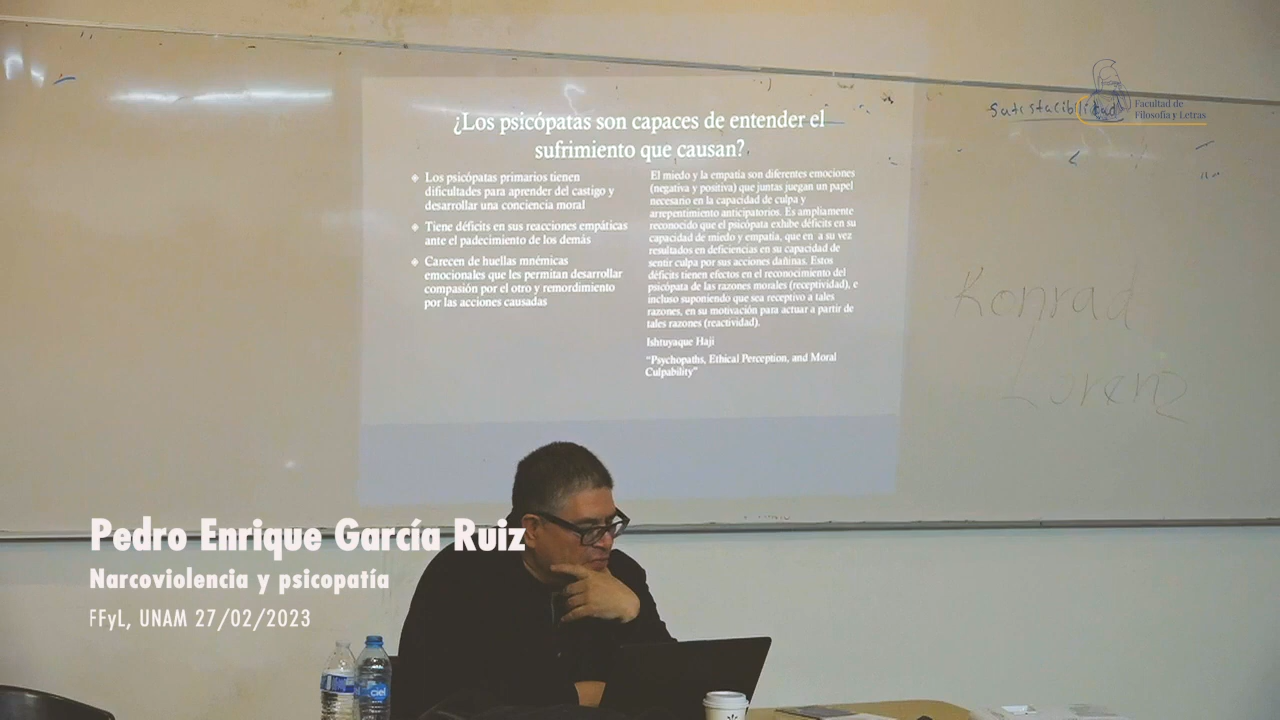 ¿Los psicópatas son capaces de entender el
sufrimiento que causan?
Los psicópatas primarios tienen
dificultades para aprender del castigo y
desarrollar una conciencia moral
Tiene déficits en sus reacciones empáticas
ante el padecimiento de los demás
Carecen de huellas mnémicas
emocionales que les permitan desarrollar
compasión por el otro y remordimiento
por las acciones causadas
El miedo y la empatía son diferentes emociones
(negativa y positiva) que juntas juegan un papel
necesario en la capacidad de culpa y
arrepentimiento anticipatorios. Es ampliamente
reconocido que el psicópata exhibe déficits en su
capacidad de miedo y empatía, que en a su vez
resultados en deficiencias en su capacidad de
sentir culpa por sus acciones dañinas. Estos
déficits tienen efectos en el reconocimiento del
psicópata de las razones morales (receptividad), e
incluso suponiendo que sea receptivo a tales
razones, en su motivación para actuar a partir de
tales razones (reactividad).
Ishtuyaque Haji
"Psychopaths, Ethical Perception, and Moral
Culpability"
Facultad de
Filosofía y Letras
Konrad
Lorenz
Pedro Enrique García Ruiz
Narcoviolencia y psicopatía
FFyL, UNAM 27/02/2023
ciel